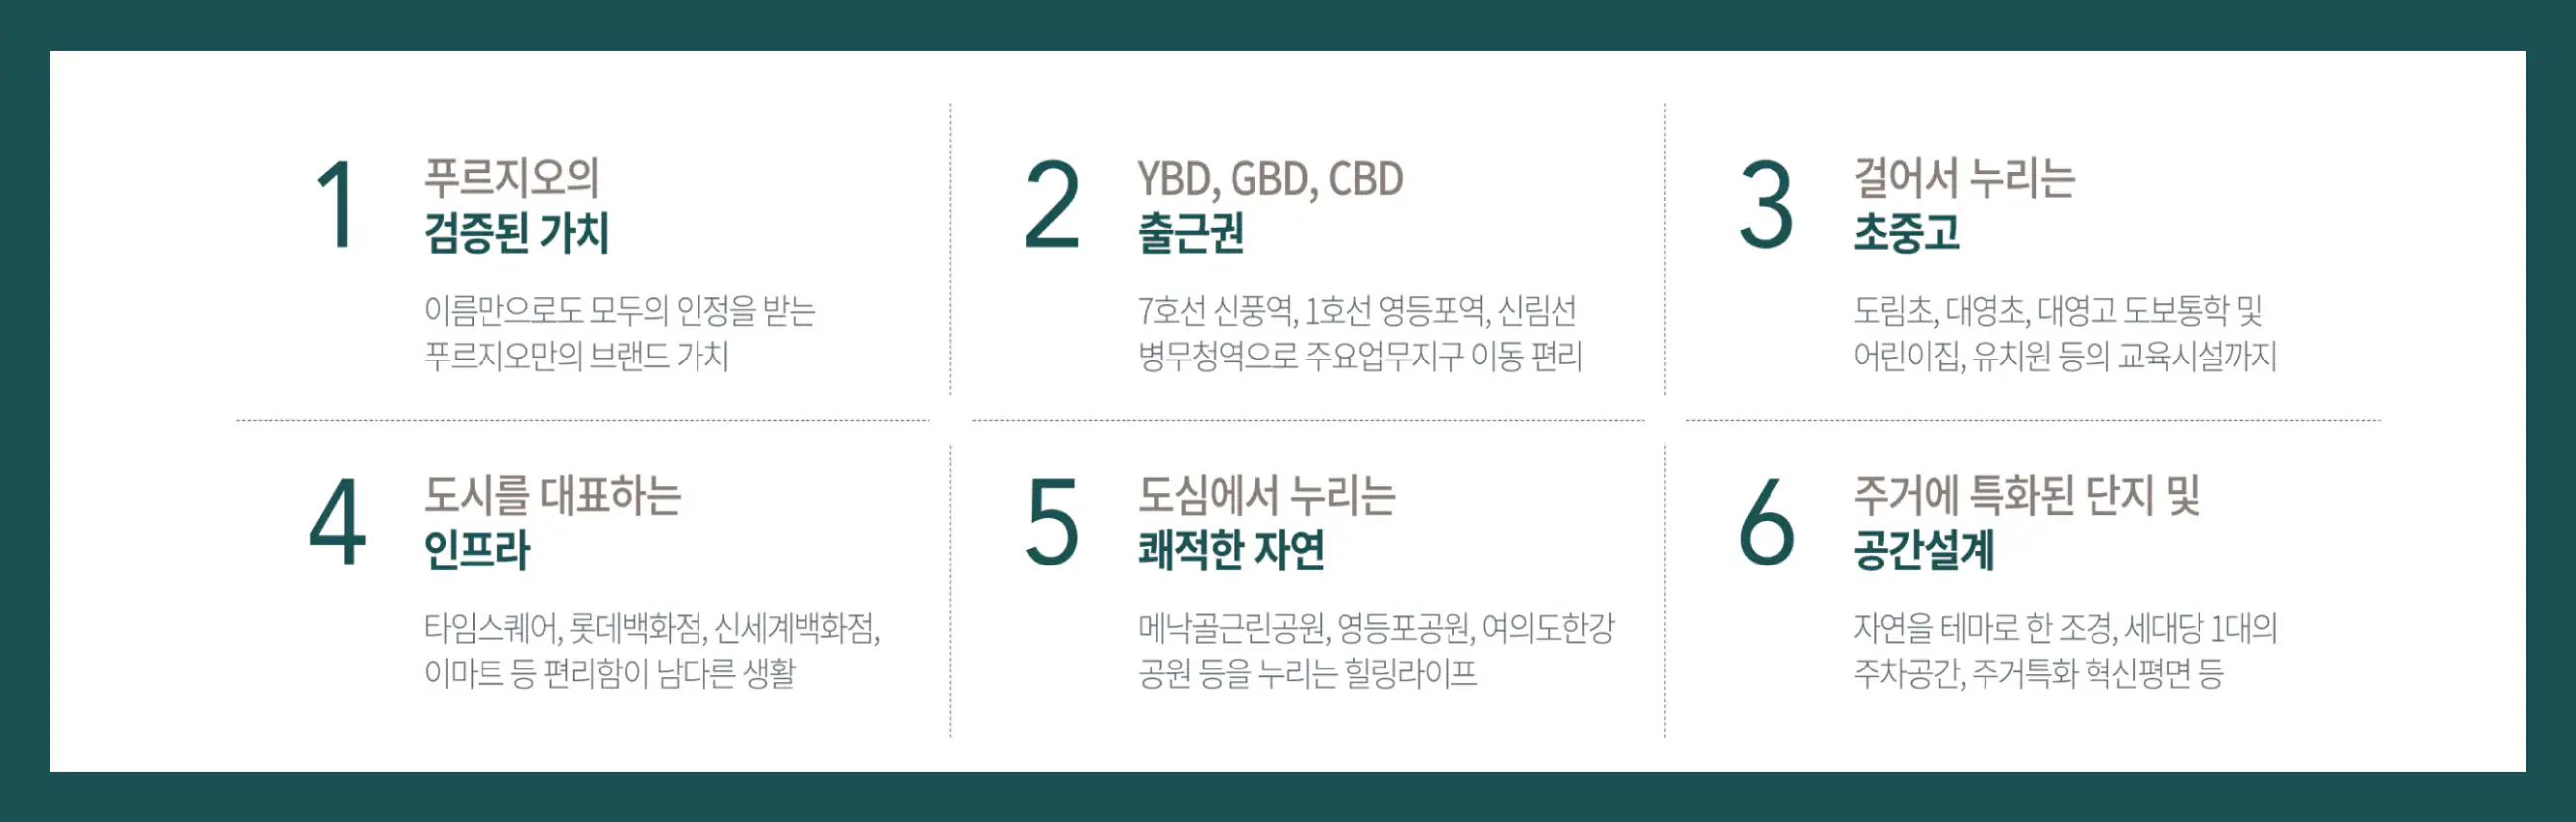 1
푸르지오의
검증된 가치
이름만으로도 모두의 인정을 받는
푸르지오만의 브랜드 가치
2
YBD, GBD, CBD
출근권
7호선 신풍역, 1호선 영등포역, 신림선
병무청역으로 주요업무지구 이동 편리
3
걸어서 누리는
초중고
도림초, 대영초, 대영고 도보통학 및
어린이집, 유치원 등의 교육시설까지
4
도시를 대표하는
인프라
타임스퀘어, 롯데백화점, 신세계백화점,
이마트 등 편리함이 남다른 생활
5
도심에서 누리는
쾌적한 자연
메낙골근린공원, 영등포공원, 여의도한강
공원 등을 누리는 힐링라이프
6
주거에 특화된 단지 및
공간설계
자연을 테마로 한 조경, 세대당 1대의
주차공간, 주거특화 혁신평면 등